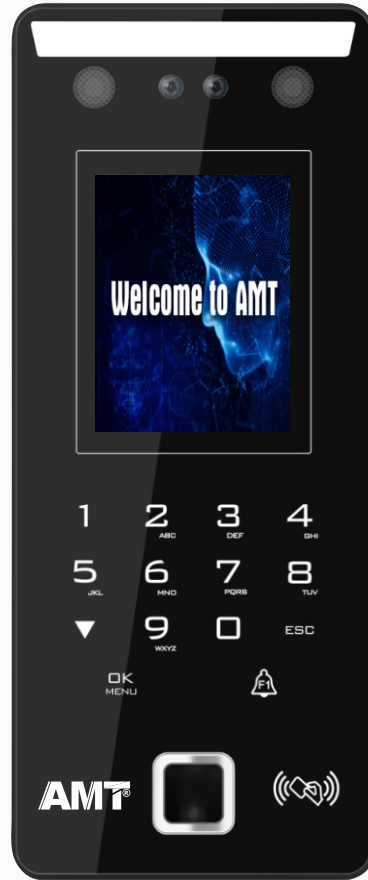 Welcome to AMT
1 2 ABC 3 DEF 4 GHI
5 JKL 6 MNO 7 PQRS 8 TUV
▼ 9 WXYZ 0 ESC
OK
MENU
F1
AMT®